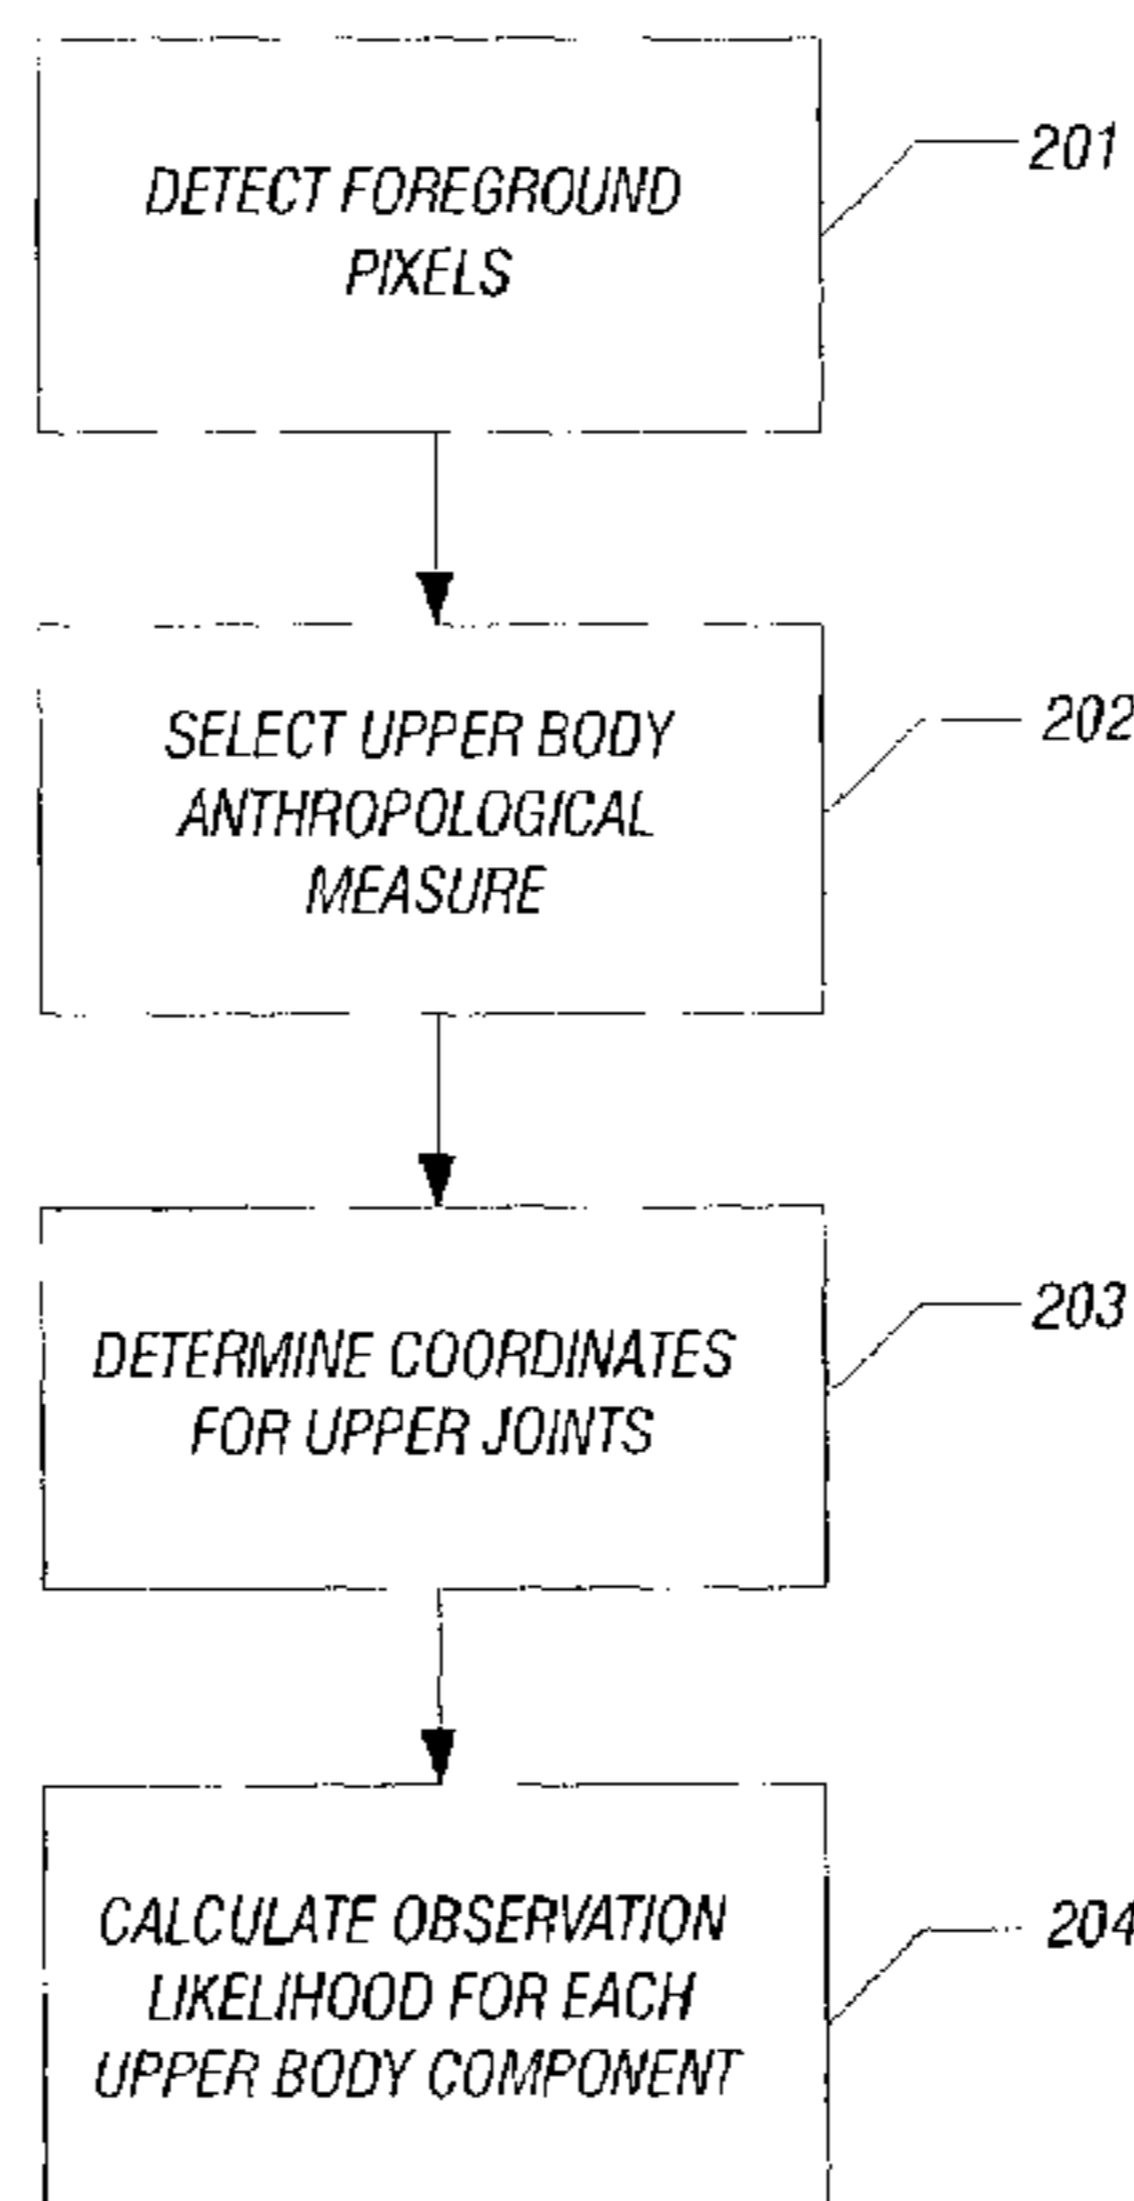 DETECT FOREGROUND
PIXELS
201
SELECT UPPER BODY
ANTHROPOLOGICAL
MEASURE
202
DETERMINE COORDINATES
FOR UPPER JOINTS
203
CALCULATE OBSERVATION
LIKELIHOOD FOR EACH
UPPER BODY COMPONENT
204